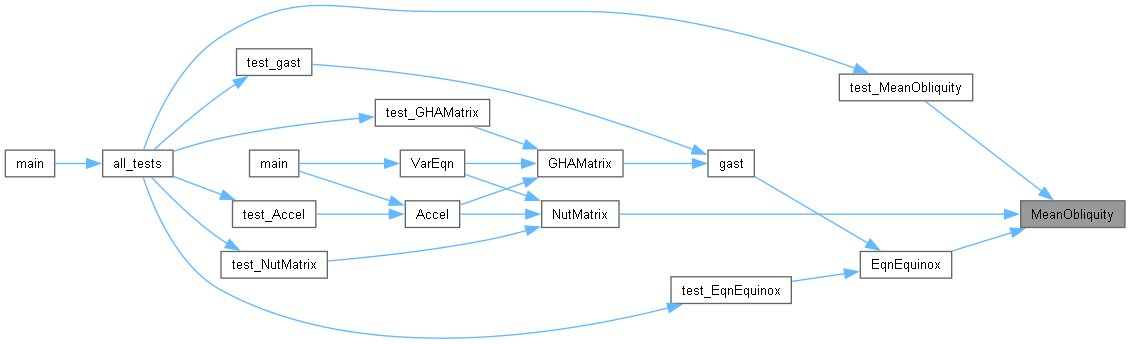 test_gast
test_MeanObliquity
test_GHAMatrix
main
all_tests
main
VarEqn
GHAMatrix
gast
test_Accel
Accel
NutMatrix
MeanObliquity
test_NutMatrix
EqnEquinox
test_EqnEquinox